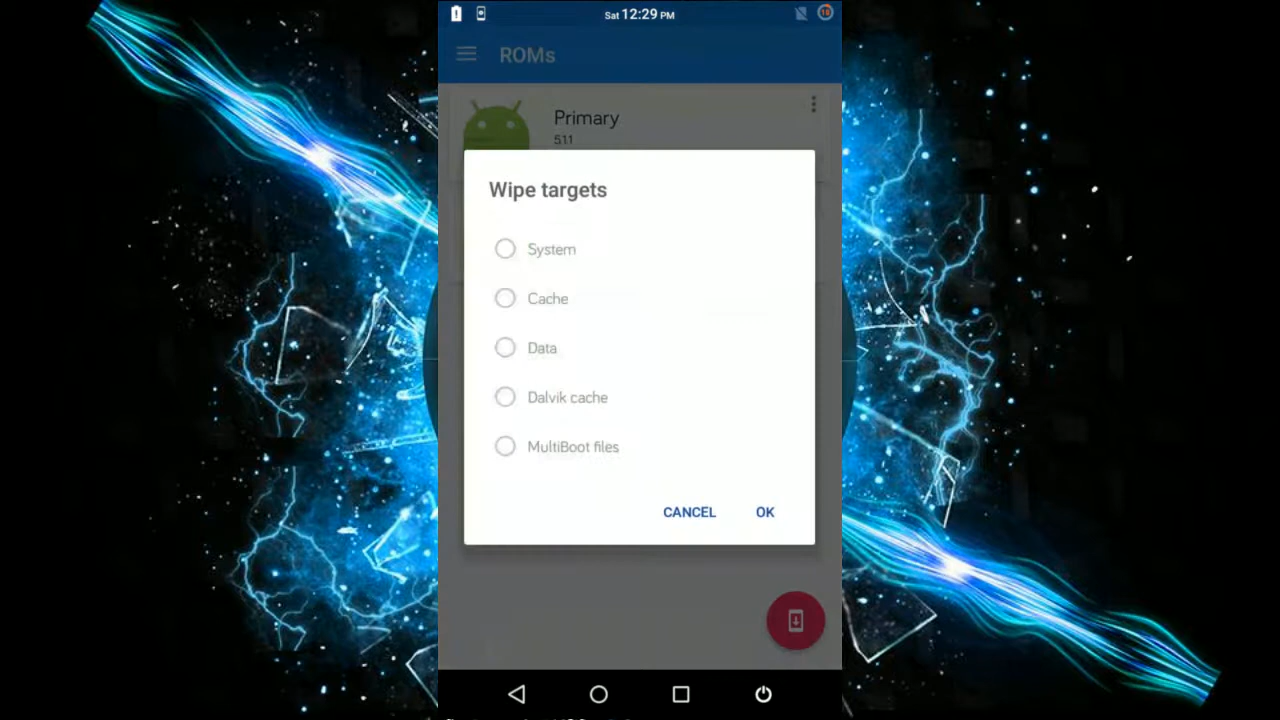 Sat 12:29 PM
ROMs
Primary
5.1.1
Wipe targets
System
Cache
Data
Dalvik cache
MultiBoot files
CANCEL OK